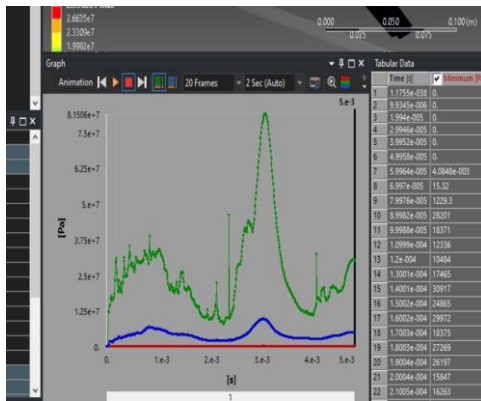 2.6635e+7
2.3309e+7
1.9982e+7
0.000 0.050 0.100 (m)
0.025 0.075
Graph
Tabular Data
Animation 20 Frames 2 Sec (Auto)
Time [s] Minimum [P
5.e-3
8.1506e+7
7.5e+7
6.25e+7
5.e+7
3.75e+7
2.5e+7
1.25e+7
0.
[Pa]
0. 1.e-3 2.e-3 3.e-3 4.e-3 5.e-3
[s]
1
1 1.1755e-038 0.
2 9.9345e-006 0.
3 1.994e-005 0.
4 2.9946e-005 0.
5 3.9952e-005 0.
6 4.9958e-005 0.
7 5.9964e-005 4.0848e-003
8 6.997e-005 15.32
9 7.9976e-005 1229.3
10 8.9982e-005 28201
11 9.9988e-005 18371
12 1.0999e-004 12336
13 1.2e-004 10484
14 1.3001e-004 17465
15 1.4001e-004 30917
16 1.5002e-004 24865
17 1.6002e-004 29972
18 1.7003e-004 18375
19 1.8003e-004 27269
20 1.9004e-004 26197
21 2.0004e-004 15847
22 2.1005e-004 16263